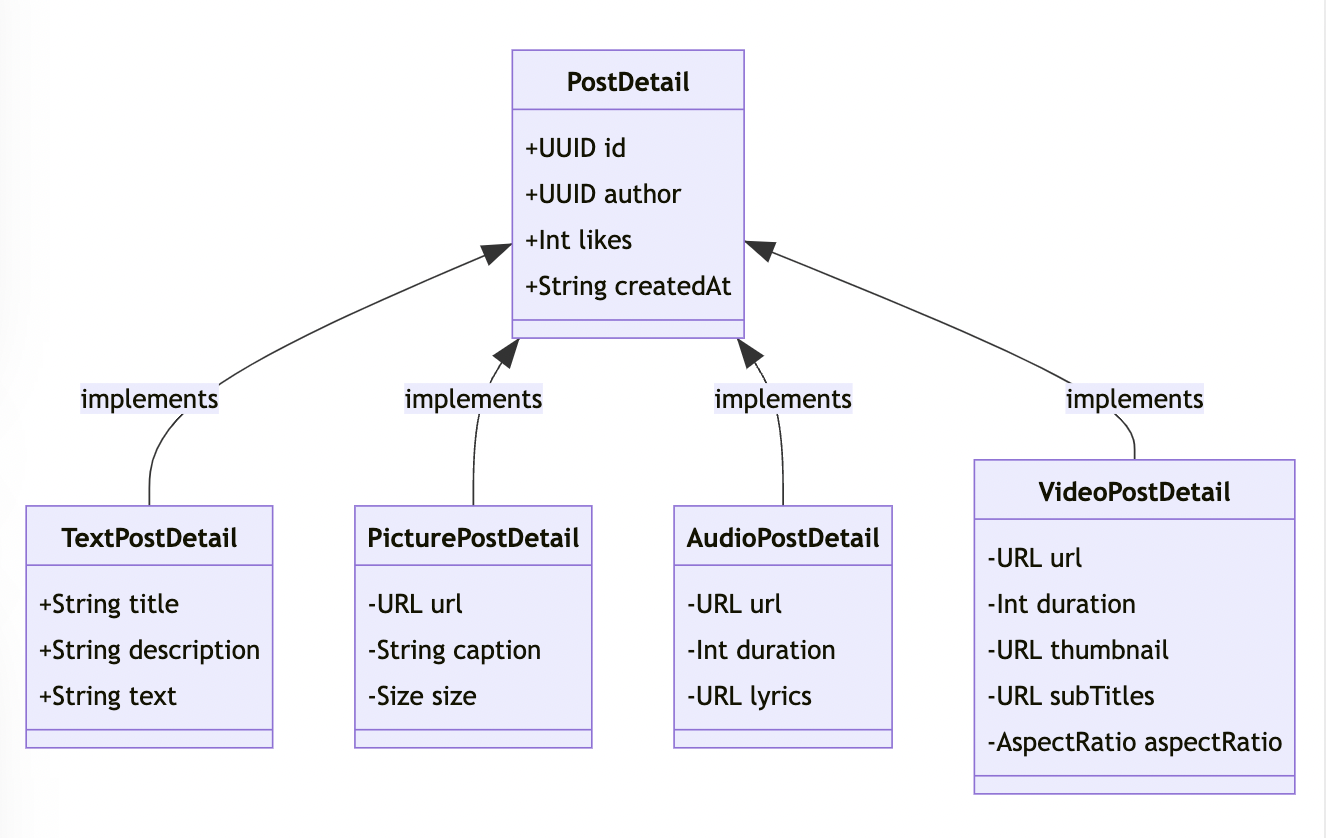 PostDetail
+UUID id
+UUID author
+Int likes
+String createdAt
implements
implements
implements
implements
TextPostDetail
+String title
+String description
+String text
PicturePostDetail
-URL url
-String caption
-Size size
AudioPostDetail
-URL url
-Int duration
-URL lyrics
VideoPostDetail
-URL url
-Int duration
-URL thumbnail
-URL subTitles
-AspectRatio aspectRatio